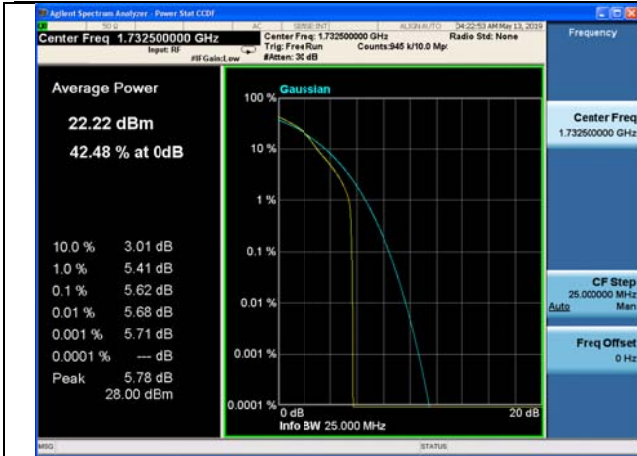 Agilent Spectrum Analyzer - Power Stat CCDF
50 Ω AC SENSE:INT ALIGN AUTO 04:22:53 AM May 13, 2019
Center Freq 1.732500000 GHz
Input: RF
#IFGain:Low
Center Freq: 1.732500000 GHz
Radio Std: None
Trig: Free Run
Counts:945 k/10.0 Mpt
#Atten: 30 dB
Frequency
Average Power
22.22 dBm
42.48 % at 0dB
10.0 % 3.01 dB
1.0 % 5.41 dB
0.1 % 5.62 dB
0.01 % 5.68 dB
0.001 % 5.71 dB
0.0001 % --- dB
Peak 5.78 dB
28.00 dBm
Gaussian
100 %
10 %
1 %
0.1 %
0.01 %
0.001 %
0.0001 %
0 dB
20 dB
Info BW 25.000 MHz
Center Freq
1.732500000 GHz
CF Step
25.000000 MHz
Auto Man
Freq Offset
0 Hz
MSG
STATUS